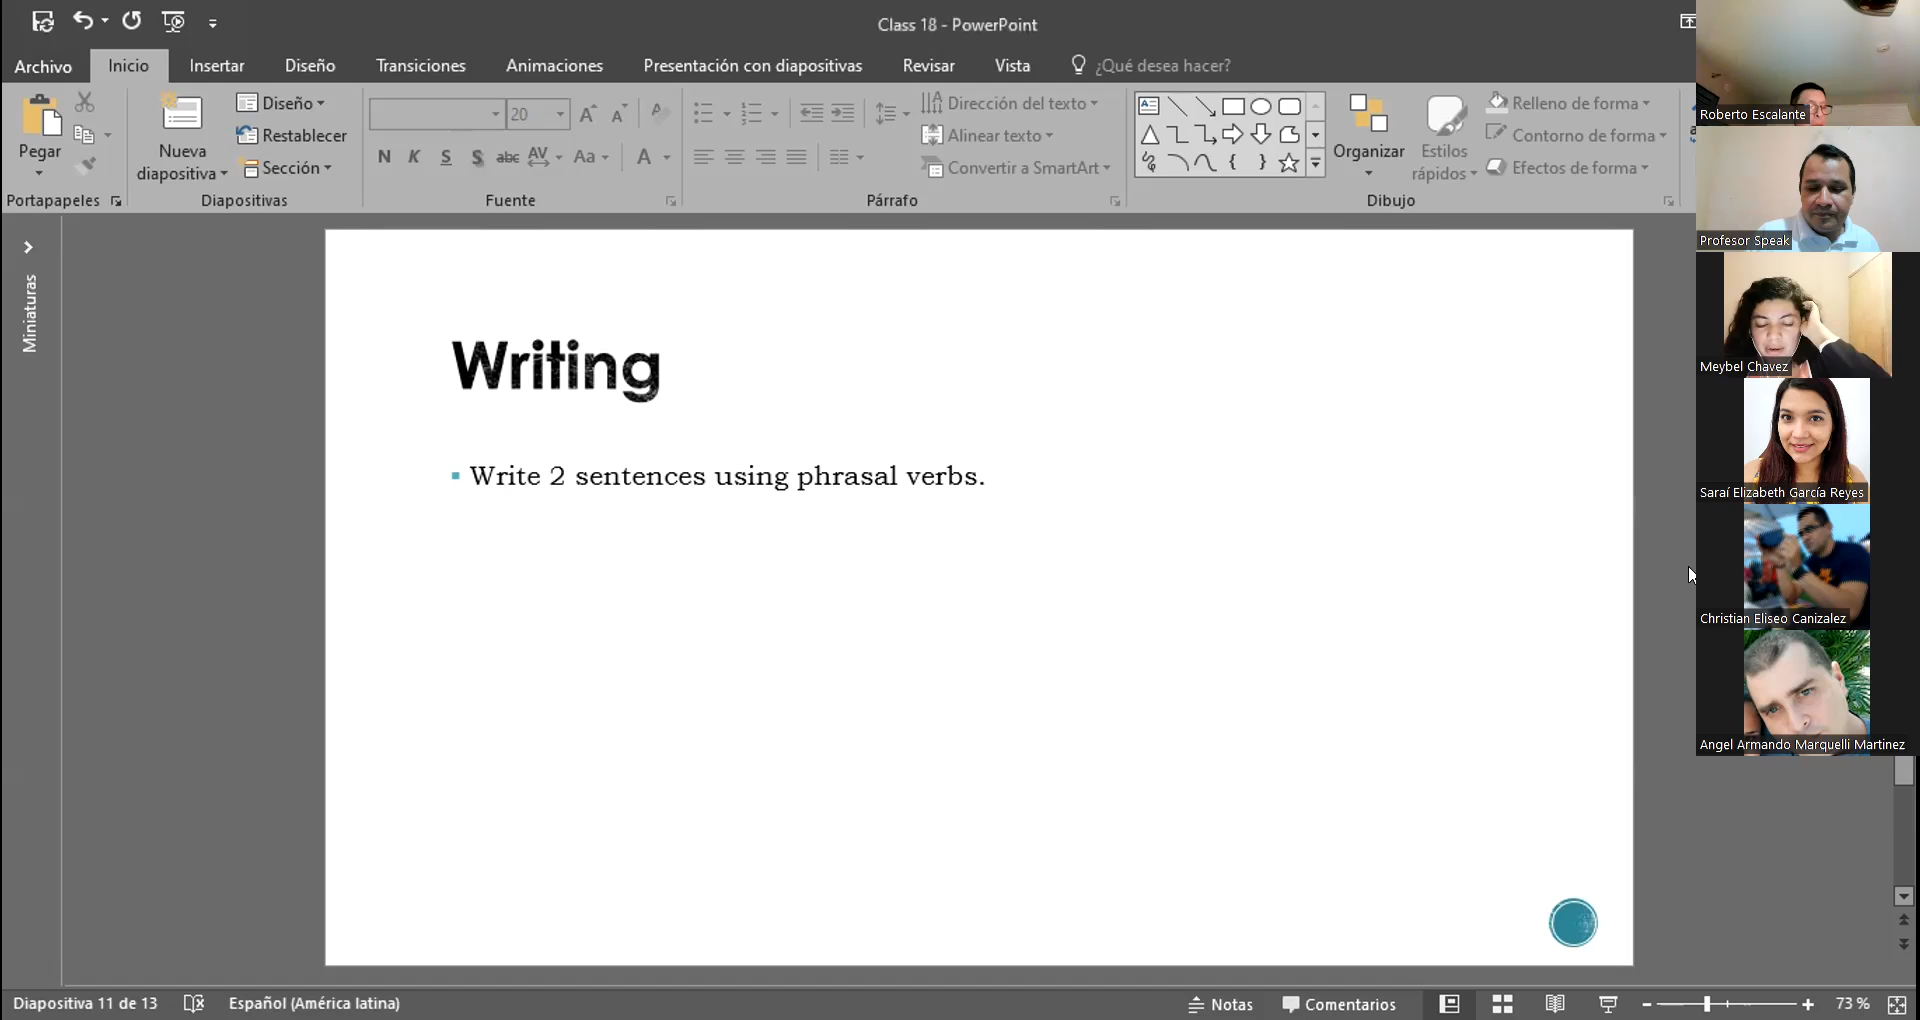 Class 18 - PowerPoint
Archivo Inicio Insertar Diseño Transiciones Animaciones Presentación con diapositivas Revisar Vista ¿Qué desea hacer?
Pegar
Nueva diapositiva
Diseño
Restablecer
Sección
20
N K S S abc AV Aa A
Dirección del texto
Alinear texto
Convertir a SmartArt
Organizar
Estilos rápidos
Relleno de forma
Contorno de forma
Efectos de forma
Portapapeles Diapositivas Fuente Párrafo Dibujo
Miniaturas
Writing
Write 2 sentences using phrasal verbs.
Roberto Escalante
Profesor Speak
Meybel Chavez
Saraí Elizabeth García Reyes
Christian Eliseo Canizalez
Angel Armando Marquelli Martinez
Diapositiva 11 de 13 Español (América latina) Notas Comentarios 73 %